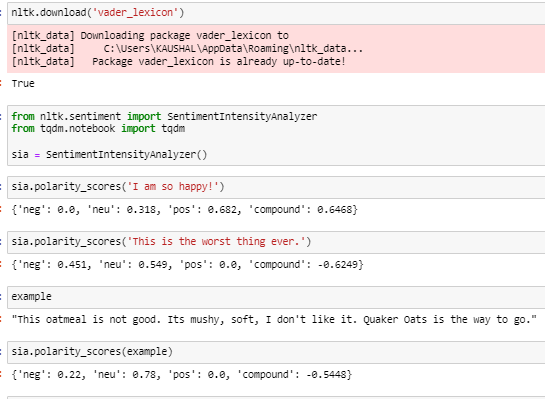 nltk.download('vader_lexicon')
[nltk_data] Downloading package vader_lexicon to
[nltk_data]     C:\Users\KAUSHAL\AppData\Roaming\nltk_data...
[nltk_data]   Package vader_lexicon is already up-to-date!
True
from nltk.sentiment import SentimentIntensityAnalyzer
from tqdm.notebook import tqdm
sia = SentimentIntensityAnalyzer()
sia.polarity_scores('I am so happy!')
{'neg': 0.0, 'neu': 0.318, 'pos': 0.682, 'compound': 0.6468}
sia.polarity_scores('This is the worst thing ever.')
{'neg': 0.451, 'neu': 0.549, 'pos': 0.0, 'compound': -0.6249}
example
"This oatmeal is not good. Its mushy, soft, I don't like it. Quaker Oats is the way to go."
sia.polarity_scores(example)
{'neg': 0.22, 'neu': 0.78, 'pos': 0.0, 'compound': -0.5448}